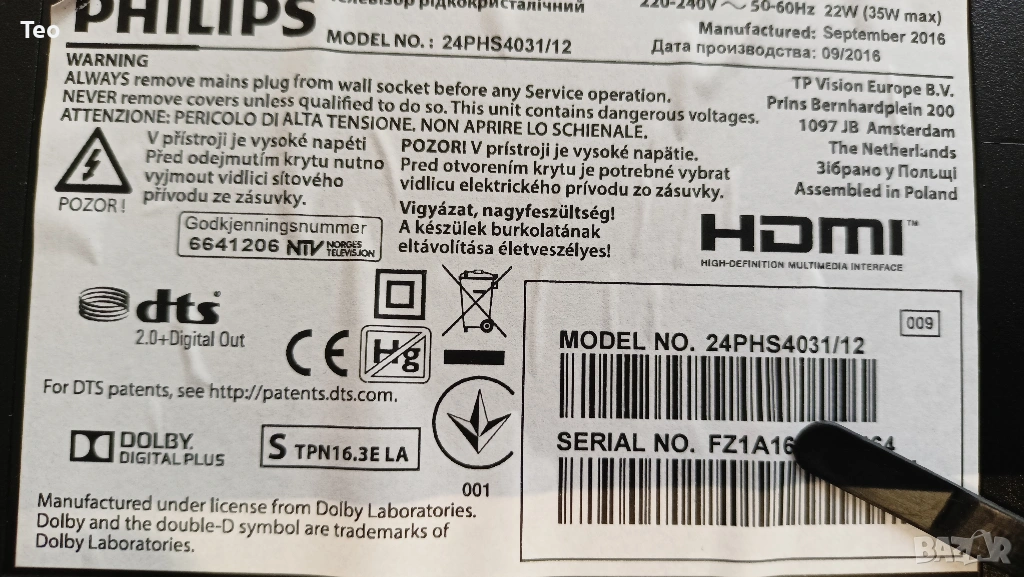 Teo
PHILIPS
Телевізор рідкокристалічний
MODEL NO.: 24PHS4031/12
220-240V ~ 50-60Hz 22W (35W max)
Manufactured: September 2016
Дата производства: 09/2016
WARNING
ALWAYS remove mains plug from wall socket before any Service operation.
NEVER remove covers unless qualified to do so. This unit contains dangerous voltages.
ATTENZIONE: PERICOLO DI ALTA TENSIONE. NON APRIRE LO SCHIENALE.
TP Vision Europe B.V.
Prins Bernhardplein 200
1097 JB Amsterdam
The Netherlands
Зібрано у Польщі
Assembled in Poland
POZOR!
V přístroji je vysoké napětí
Před odejmutím krytu nutno
vyjmout vidlici síťového
přívodu ze zásuvky.
POZOR! V prístroji je vysoké napätie.
Pred otvorením krytu je potrebné vybrat
vidlicu elektrického prívodu zo zásuvky.
Vigyázat, nagyfeszültség!
A készülék burkolatának
eltávolítása életveszélyes!
Godkjenningsnummer
6641206 NTV NORGES TELEVISJON
HDMI™
HIGH-DEFINITION MULTIMEDIA INTERFACE
dts
2.0+Digital Out
CE
Hg
For DTS patents, see http://patents.dts.com.
DOLBY
DIGITAL PLUS
S TPN16.3E LA
001
Manufactured under license from Dolby Laboratories.
Dolby and the double-D symbol are trademarks of
Dolby Laboratories.
009
MODEL NO. 24PHS4031/12
SERIAL NO. FZ1A16
BAZAR